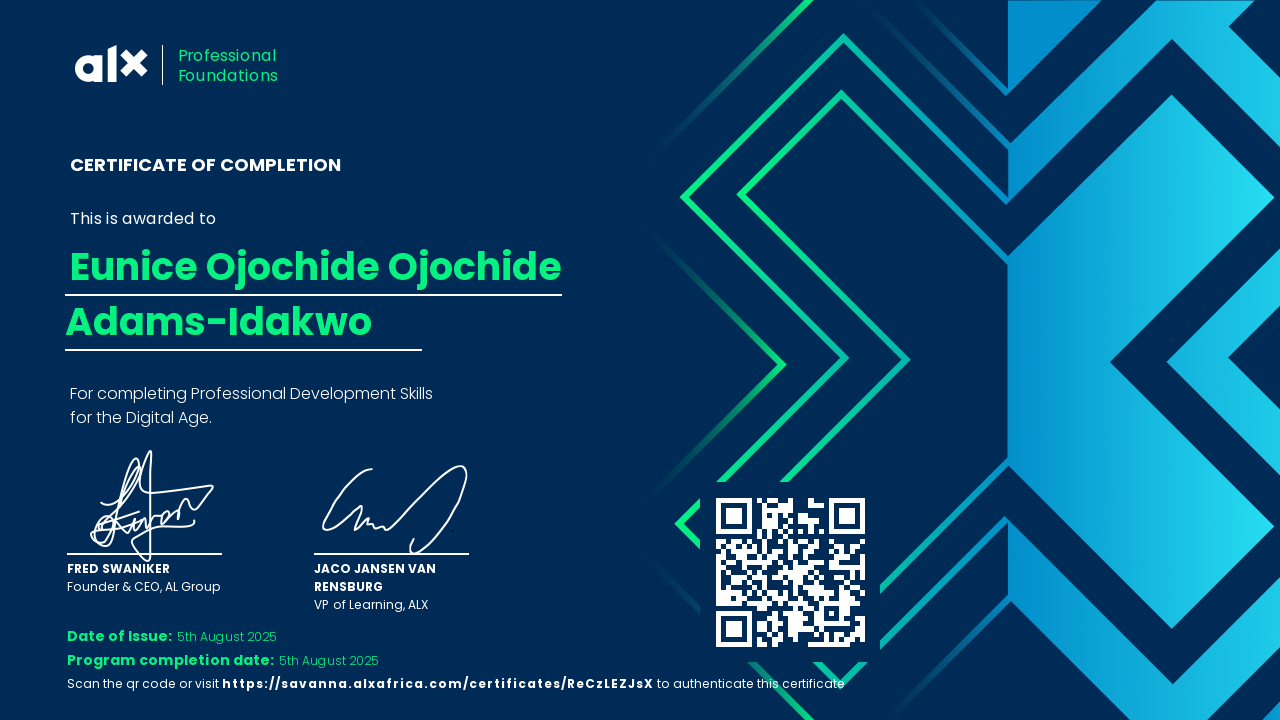 alx
Professional
Foundations
CERTIFICATE OF COMPLETION
This is awarded to
Eunice Ojochide Ojochide
Adams-Idakwo
For completing Professional Development Skills
for the Digital Age.
FRED SWANIKER
Founder & CEO, AL Group
JACO JANSEN VAN
RENSBURG
VP of Learning, ALX
Date of Issue: 5th August 2025
Program completion date: 5th August 2025
Scan the qr code or visit https://savanna.alxafrica.com/certificates/ReCzLEZJsX to authenticate this certificate